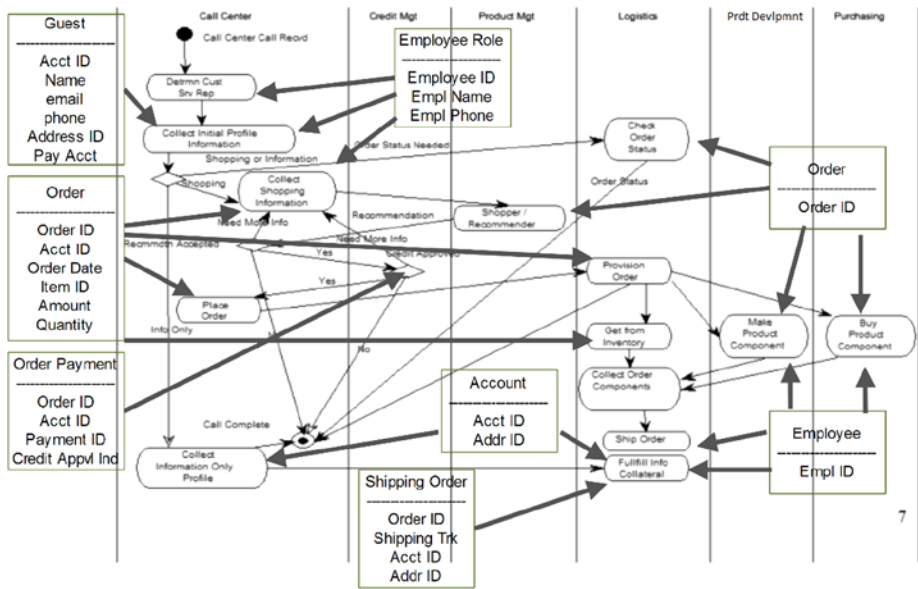 Call Center
Credit Mgt
Product Mgt
Logistics
Prdt Devlpmnt
Purchasing
Guest
Acct ID
Name
email
phone
Address ID
Pay Acct
Call Center Call Recvd
Employee Role
Employee ID
Empl Name
Empl Phone
Detrmn Cust
Srv Rep
Collect Initial Profile
Information
Shopping or Information
Order Status Needed
Check
Order
Status
Shopping
Collect
Shopping
Information
Order Status
Order
Order ID
Order
Order ID
Acct ID
Order Date
Item ID
Amount
Quantity
Need More Info
Recommendation
Shopper /
Recommender
Recmmdtn Accepted
Need More Info
Yes
Credit Approved
Yes
Provision
Order
Place
Order
Info Only
Get from
Inventory
Make
Product
Component
Buy
Product
Component
No
Order Payment
Order ID
Acct ID
Payment ID
Credit Appvl Ind
Collect Order
Components
Account
Acct ID
Addr ID
Call Complete
Ship Order
Employee
Empl ID
Collect
Information Only
Profile
Fullfill Info
Collateral
Shipping Order
Order ID
Shipping Trk
Acct ID
Addr ID
7